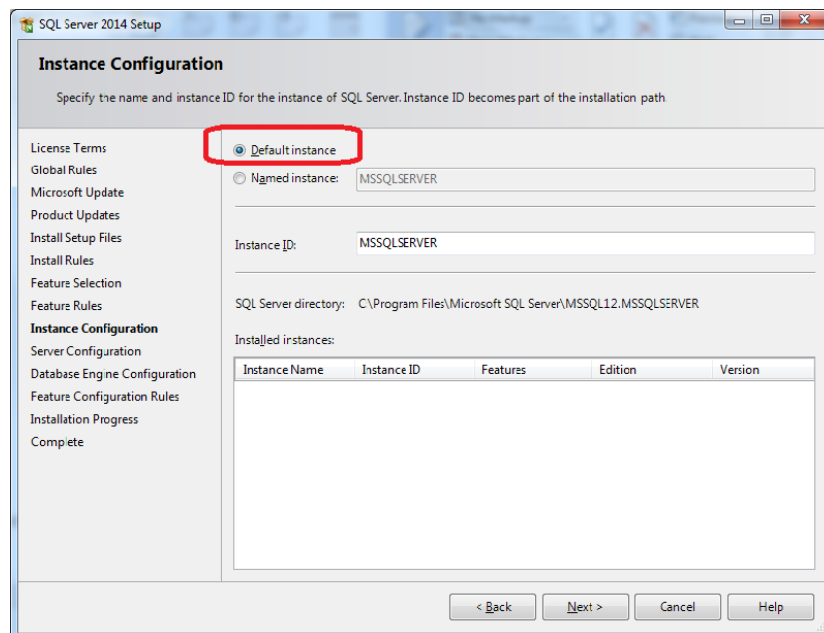 SQL Server 2014 Setup
Instance Configuration
Specify the name and instance ID for the instance of SQL Server. Instance ID becomes part of the installation path.
License Terms
Global Rules
Microsoft Update
Product Updates
Install Setup Files
Install Rules
Feature Selection
Feature Rules
Instance Configuration
Server Configuration
Database Engine Configuration
Feature Configuration Rules
Installation Progress
Complete
Default instance
Named instance: MSSQLSERVER
Instance ID: MSSQLSERVER
SQL Server directory: C:\Program Files\Microsoft SQL Server\MSSQL12.MSSQLSERVER
Installed instances:
Instance Name Instance ID Features Edition Version
< Back Next > Cancel Help